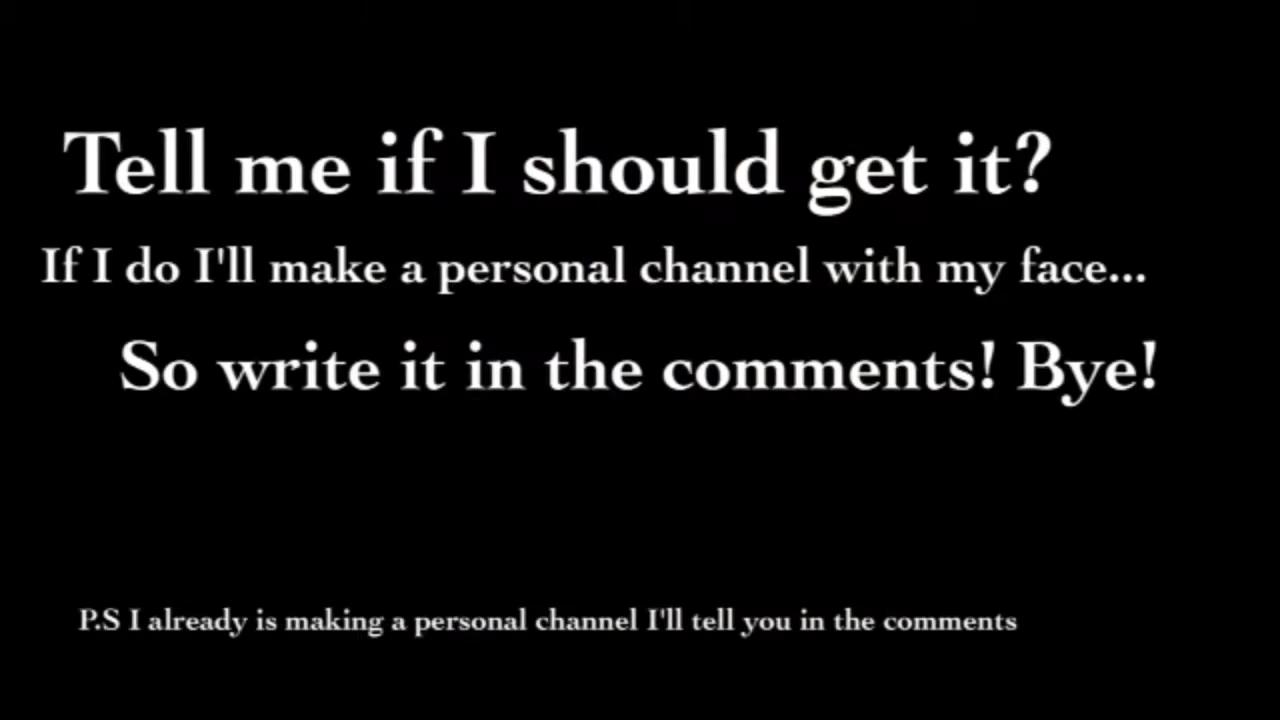 Tell me if I should get it?
If I do I'll make a personal channel with my face...
So write it in the comments! Bye!
P.S I already is making a personal channel I'll tell you in the comments